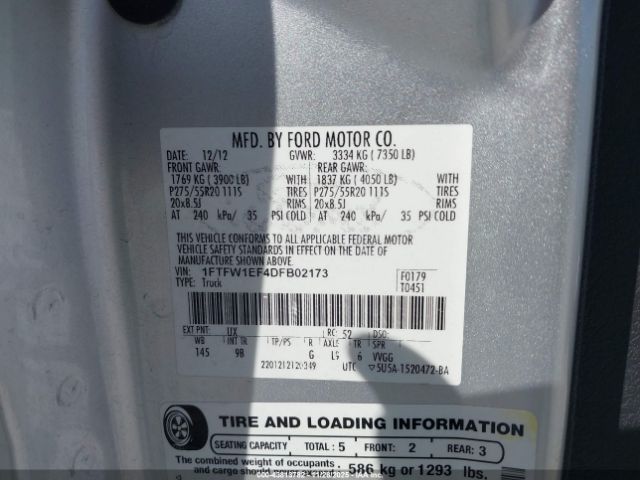 MFD. BY FORD MOTOR CO.
DATE: 12/12 GVWR: 3334 KG ( 7350 LB)
FRONT GAWR: REAR GAWR:
1769 KG ( 3900 LB) WITH 1837 KG ( 4050 LB) WITH
P275/55R20 111S TIRES P275/55R20 111S TIRES
20x8.5J RIMS 20x8.5J RIMS
AT 240 kPa/ 35 PSI COLD AT 240 kPa/ 35 PSI COLD
THIS VEHICLE CONFORMS TO ALL APPLICABLE FEDERAL MOTOR
VEHICLE SAFETY STANDARDS IN EFFECT ON THE DATE OF
MANUFACTURE SHOWN ABOVE.
VIN: 1FTFW1EF4DFB02173 F0179
TYPE: Truck T0451
EXT PNT: UX RC: 52 DSO:
WB INT TR TP/PS R AXLE TR SPR
145 9B G L9 6 VVGG
2201212120349 UTC 5U5A-1520472-BA
TIRE AND LOADING INFORMATION
SEATING CAPACITY TOTAL: 5 FRONT: 2 REAR: 3
The combined weight of occupants
and cargo should 586 kg or 1293 lbs.